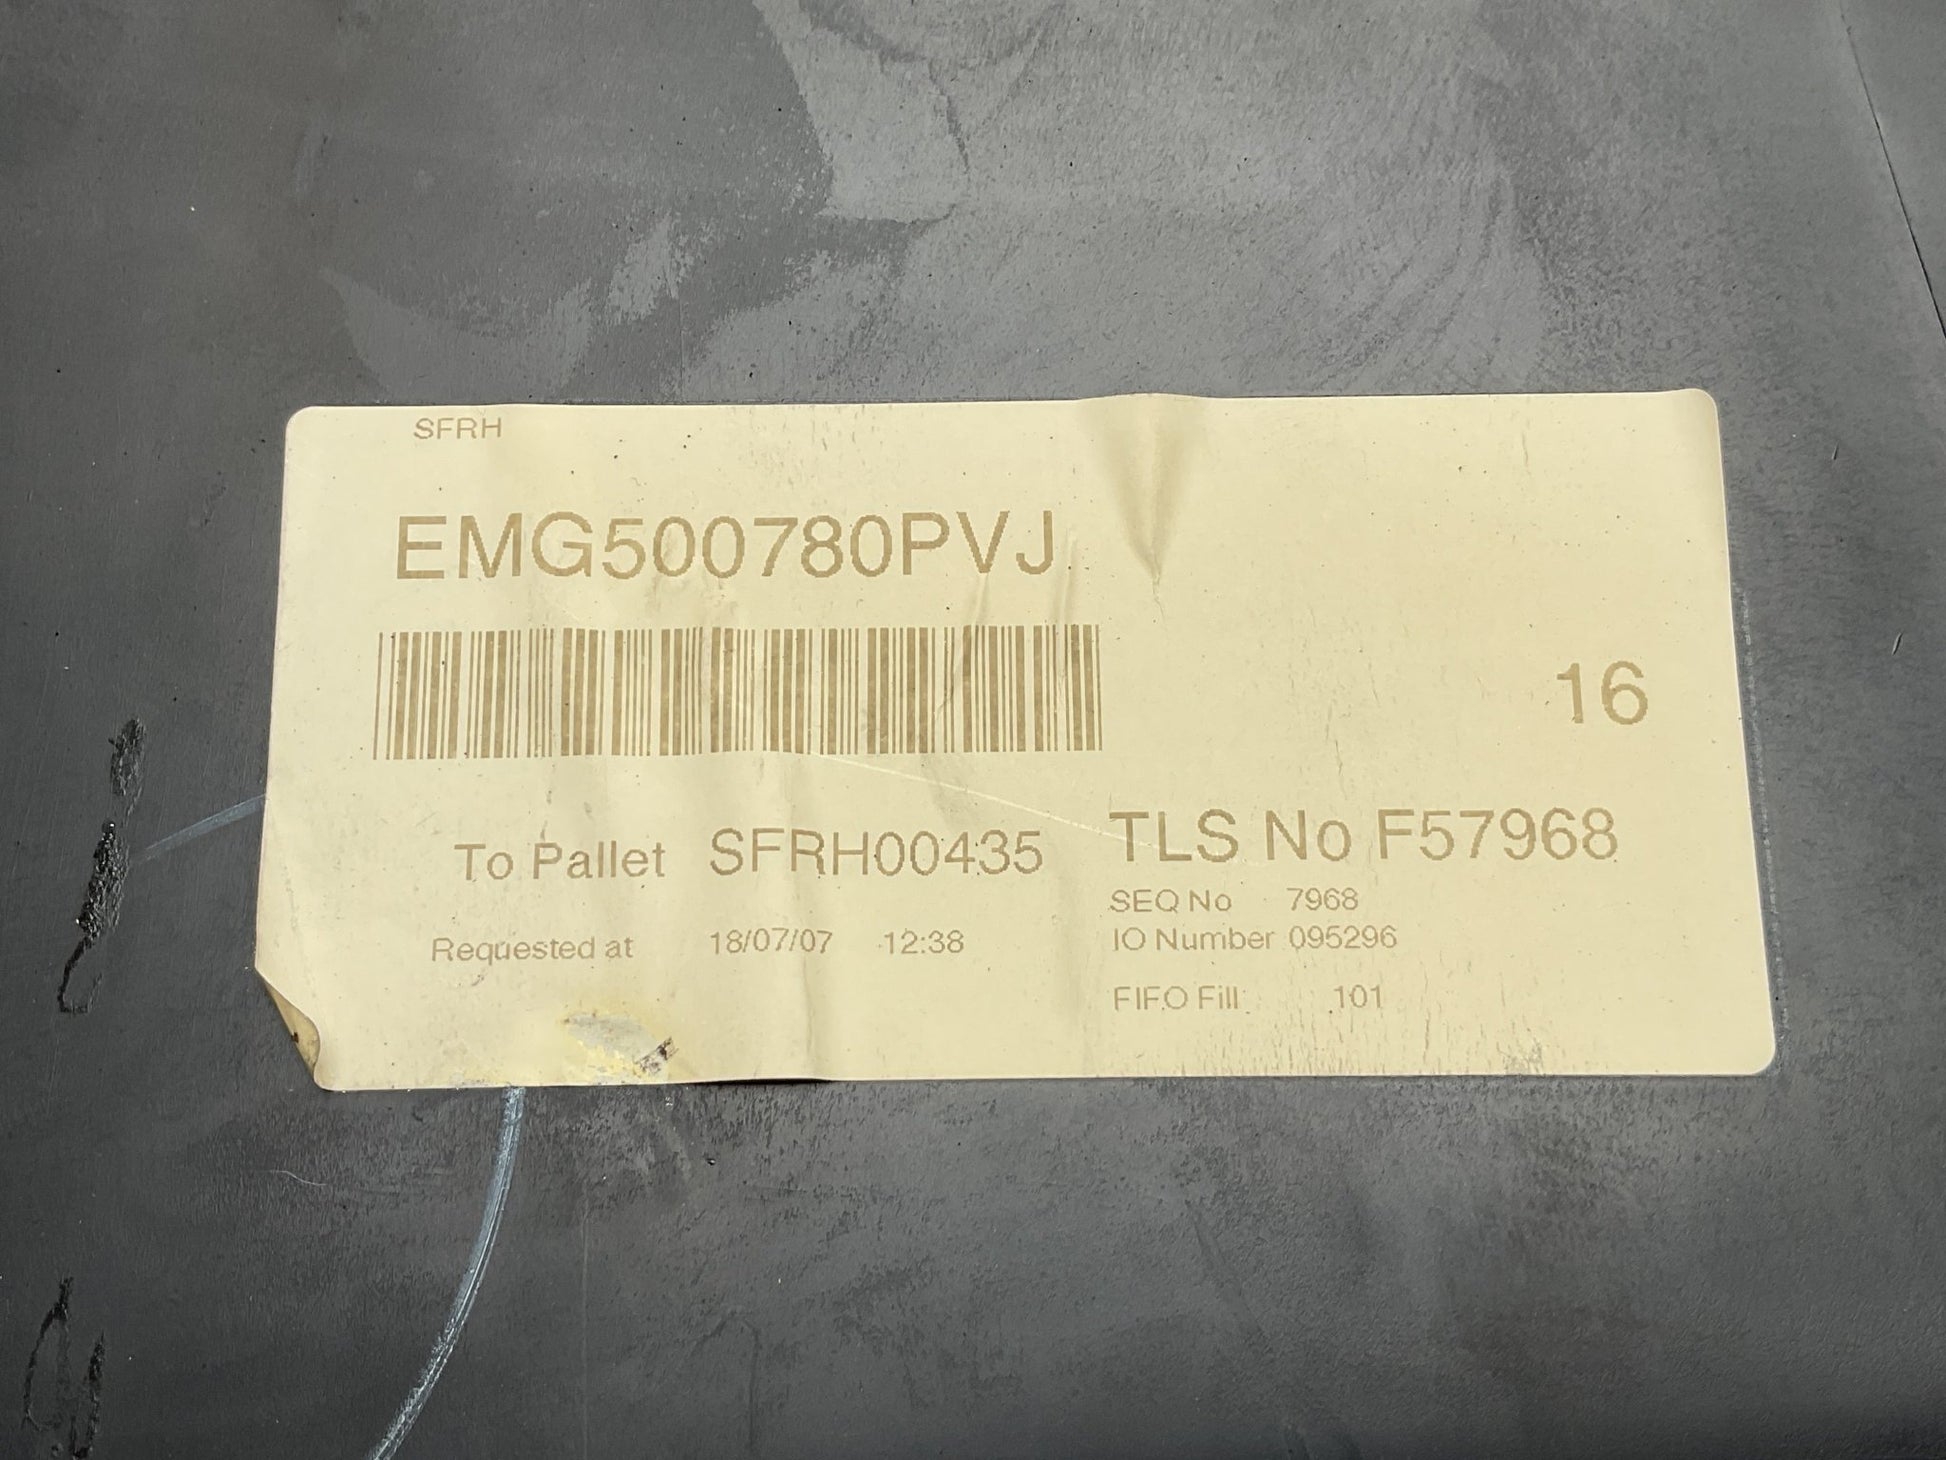 SFRH
EMG500780PVJ
16
To Pallet SFRH00435
TLS No F57968
SEQ No 7968
Requested at 18/07/07 12:38
IO Number 095296
FIFO Fill 101